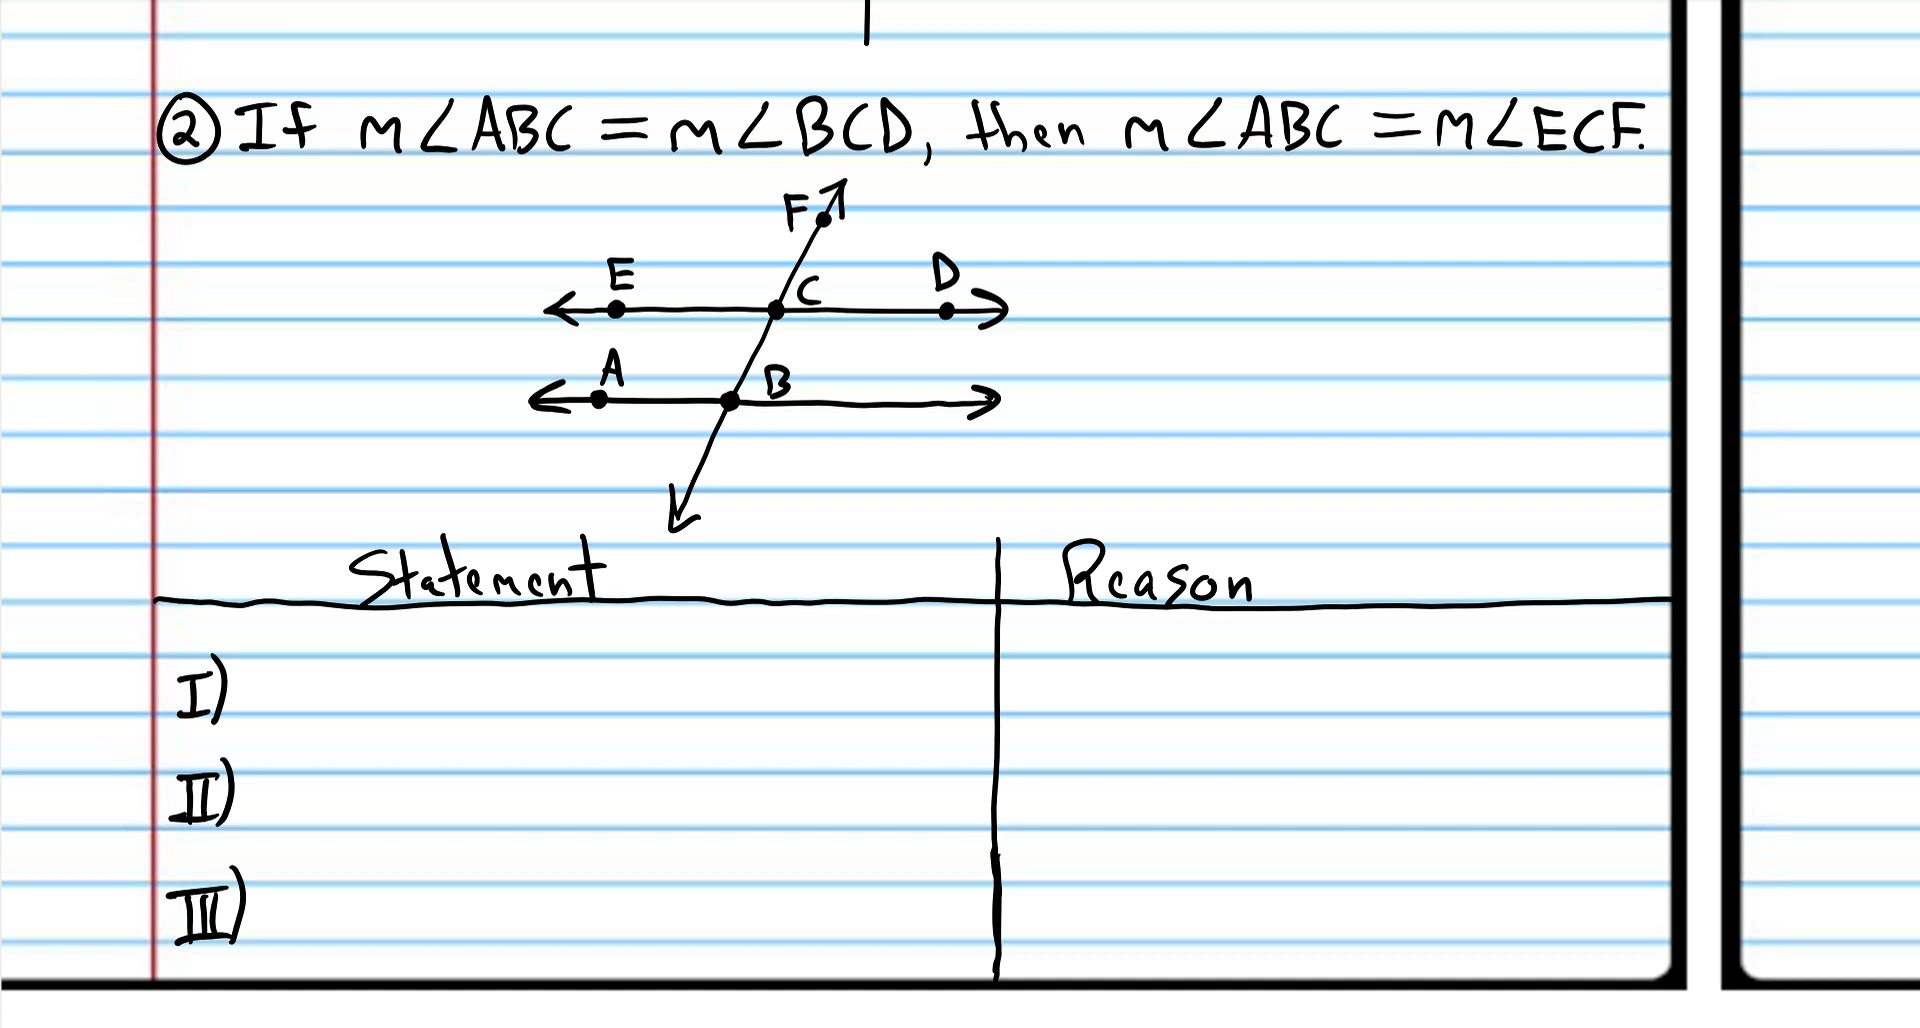 ② If m∠ABC = m∠BCD, then m∠ABC = m∠ECF.
F
E C D
A B
Statement Reason
I)
II)
III)